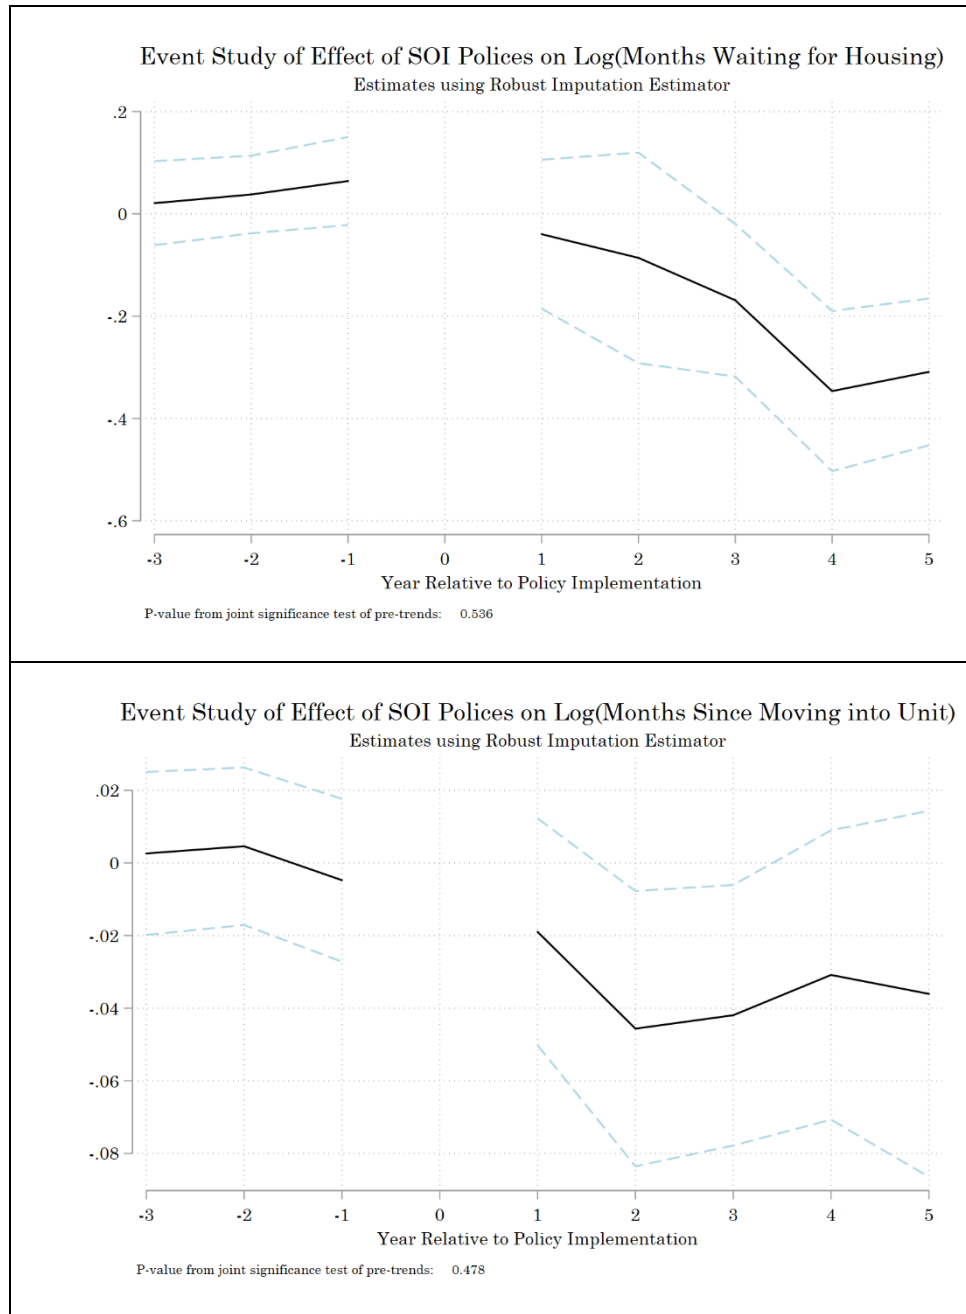 Event Study of Effect of SOI Polices on Log(Months Waiting for Housing)
Estimates using Robust Imputation Estimator
.2
0
-.2
-.4
-.6
-3 -2 -1 0 1 2 3 4 5
Year Relative to Policy Implementation
P-value from joint significance test of pre-trends: 0.536
Event Study of Effect of SOI Polices on Log(Months Since Moving into Unit)
Estimates using Robust Imputation Estimator
.02
0
-.02
-.04
-.06
-.08
-3 -2 -1 0 1 2 3 4 5
Year Relative to Policy Implementation
P-value from joint significance test of pre-trends: 0.478